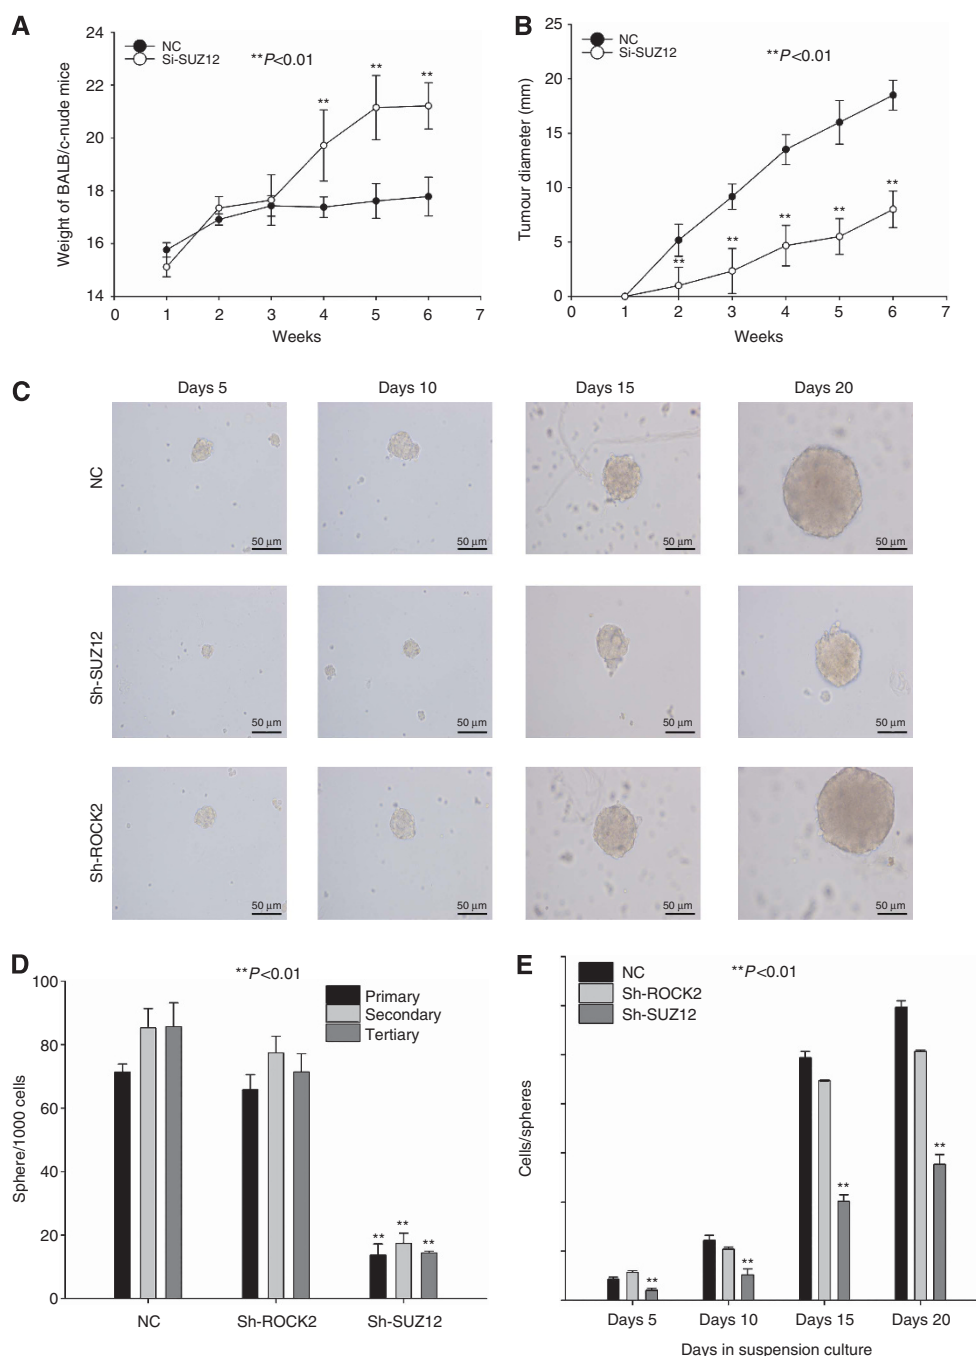 A
NC
Si-SUZ12
**P<0.01
Weight of BALB/c-nude mice
24
22
20
18
16
14
**
**
**
0 1 2 3 4 5 6 7
Weeks
B
NC
Si-SUZ12
**P<0.01
Tumour diameter (mm)
25
20
15
10
5
0
**
**
**
**
**
0 1 2 3 4 5 6 7
Weeks
C
Days 5 Days 10 Days 15 Days 20
NC
50 μm 50 μm 50 μm 50 μm
Sh-SUZ12
50 μm 50 μm 50 μm 50 μm
Sh-ROCK2
50 μm 50 μm 50 μm 50 μm
D
**P<0.01
Primary
Secondary
Tertiary
Sphere/1000 cells
100
80
60
40
20
0
** ** **
NC Sh-ROCK2 Sh-SUZ12
E
NC
Sh-ROCK2
Sh-SUZ12
**P<0.01
Cells/spheres
**
**
**
**
Days 5 Days 10 Days 15 Days 20
Days in suspension culture